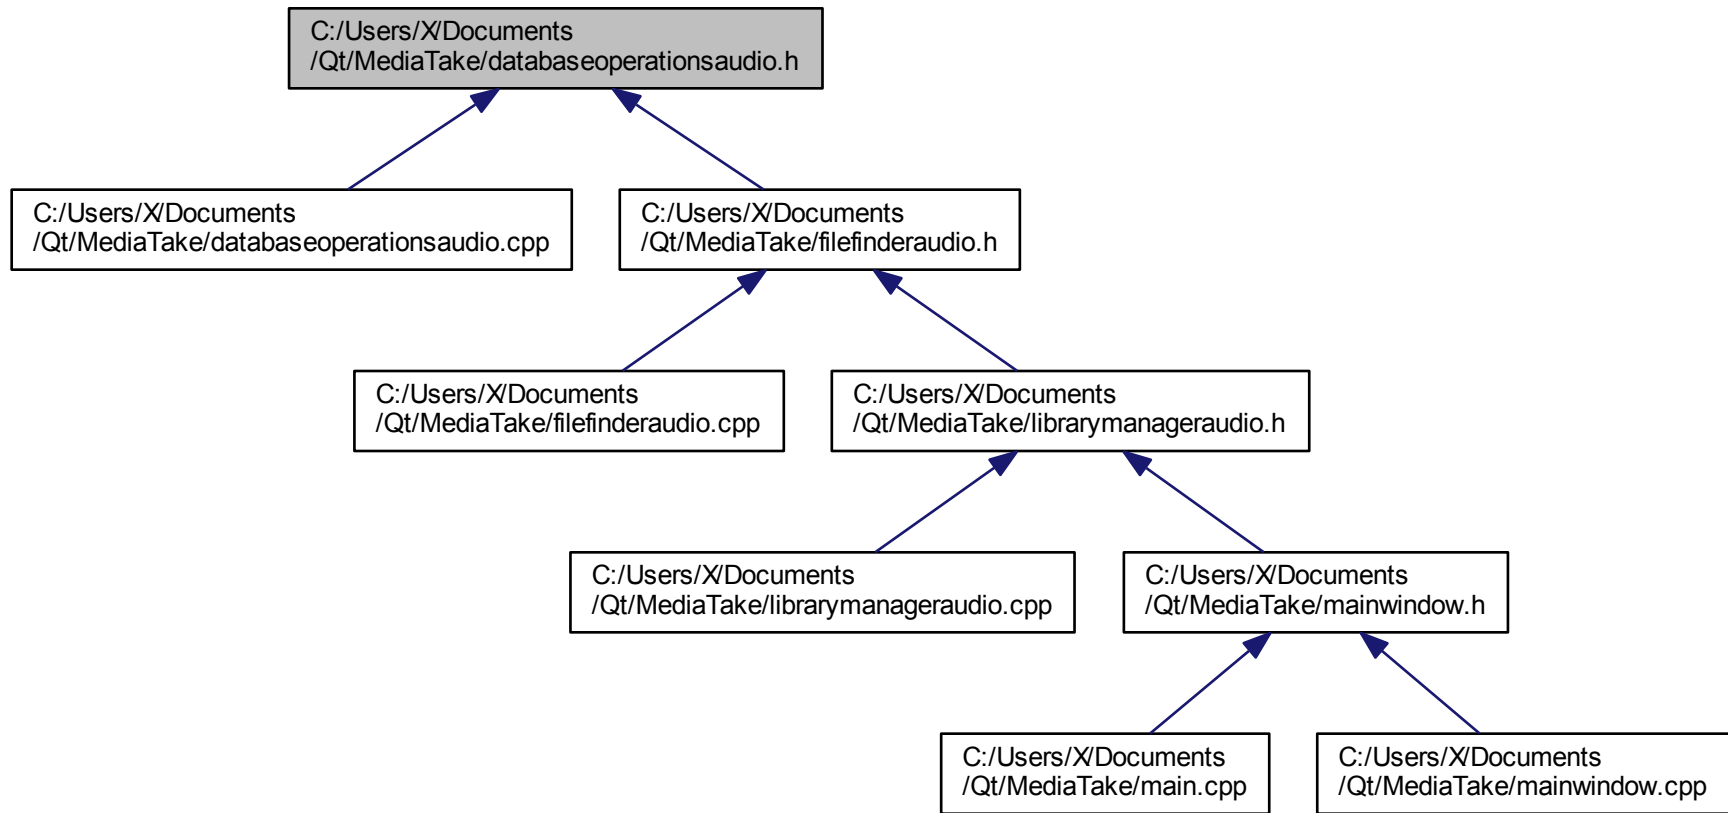 C:/Users/X/Documents
/Qt/MediaTake/databaseoperationsaudio.h
C:/Users/X/Documents
/Qt/MediaTake/databaseoperationsaudio.cpp
C:/Users/X/Documents
/Qt/MediaTake/filefinderaudio.h
C:/Users/X/Documents
/Qt/MediaTake/filefinderaudio.cpp
C:/Users/X/Documents
/Qt/MediaTake/librarymanageraudio.h
C:/Users/X/Documents
/Qt/MediaTake/librarymanageraudio.cpp
C:/Users/X/Documents
/Qt/MediaTake/mainwindow.h
C:/Users/X/Documents
/Qt/MediaTake/main.cpp
C:/Users/X/Documents
/Qt/MediaTake/mainwindow.cpp